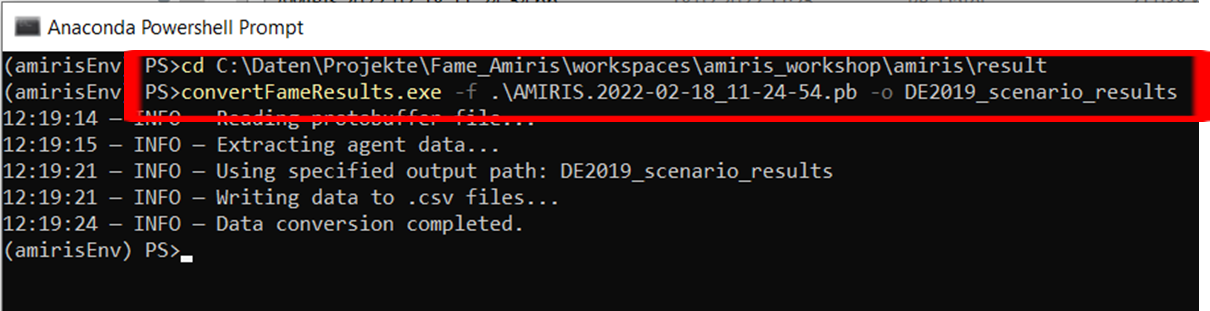 Anaconda Powershell Prompt
(amirisEnv PS>cd C:\Daten\Projekte\Fame_Amiris\workspaces\amiris_workshop\amiris\result
(amirisEnv PS>convertFameResults.exe -f .\AMIRIS.2022-02-18_11-24-54.pb -o DE2019_scenario_results
12:19:14 — INFO — Reading protobuffer file...
12:19:15 — INFO — Extracting agent data...
12:19:21 — INFO — Using specified output path: DE2019_scenario_results
12:19:21 — INFO — Writing data to .csv files...
12:19:24 — INFO — Data conversion completed.
(amirisEnv) PS>